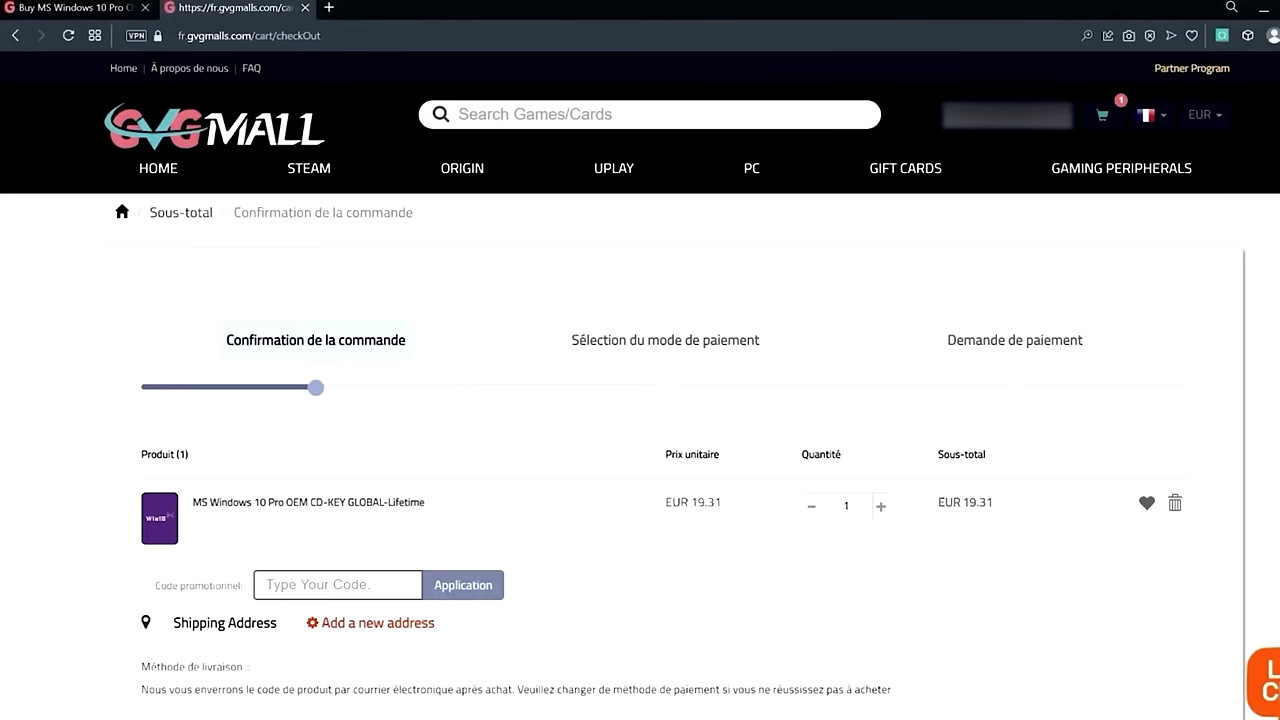 Buy MS Windows 10 Pro O
https://fr.gvgmalls.com/ca
VPN
fr.gvgmalls.com/cart/checkOut
Home | À propos de nous | FAQ
Partner Program
GVGMALL
Search Games/Cards
1
EUR
HOME STEAM ORIGIN UPLAY PC GIFT CARDS GAMING PERIPHERALS
Sous-total / Confirmation de la commande
Confirmation de la commande
Sélection du mode de paiement
Demande de paiement
Produit (1) Prix unitaire Quantité Sous-total
MS Windows 10 Pro OEM CD-KEY GLOBAL-Lifetime EUR 19.31 − 1 + EUR 19.31
Win10
Code promotionnel: Type Your Code. Application
Shipping Address Add a new address
Méthode de livraison ::
Nous vous enverrons le code de produit par courrier électronique après achat. Veuillez changer de méthode de paiement si vous ne réussissez pas à acheter
L
C